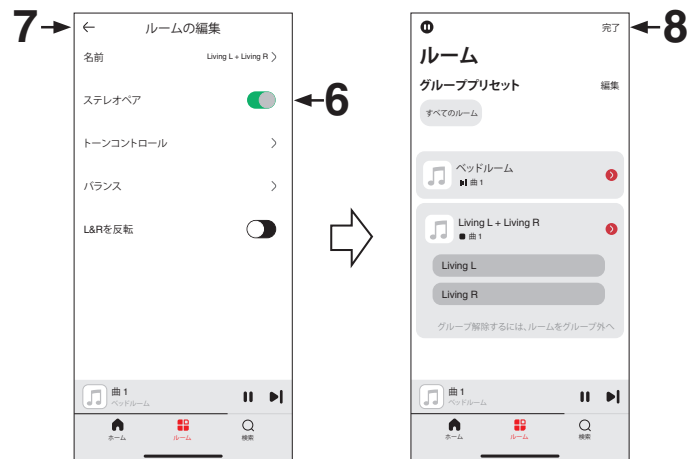 7
ルームの編集
名前
Living L + Living R
ステレオペア
6
トーンコントロール
バランス
L&Rを反転
曲 1
ベッドルーム
ホーム
ルーム
検索
完了
8
ルーム
グループプリセット
編集
すべてのルーム
ベッドルーム
曲 1
Living L + Living R
曲 1
Living L
Living R
グループ解除するには、ルームをグループ外へ
曲 1
ベッドルーム
ホーム
ルーム
検索